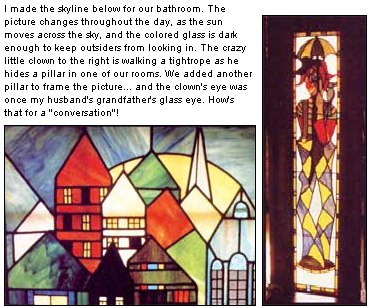 I made the skyline below for our bathroom. The
picture changes throughout the day, as the sun
moves across the sky, and the colored glass is dark
enough to keep outsiders from looking in. The crazy
little clown to the right is walking a tightrope as he
hides a pillar in one of our rooms. We added another
pillar to frame the picture... and the clown's eye was
once my husband's grandfather's glass eye. How's
that for a "conversation"!